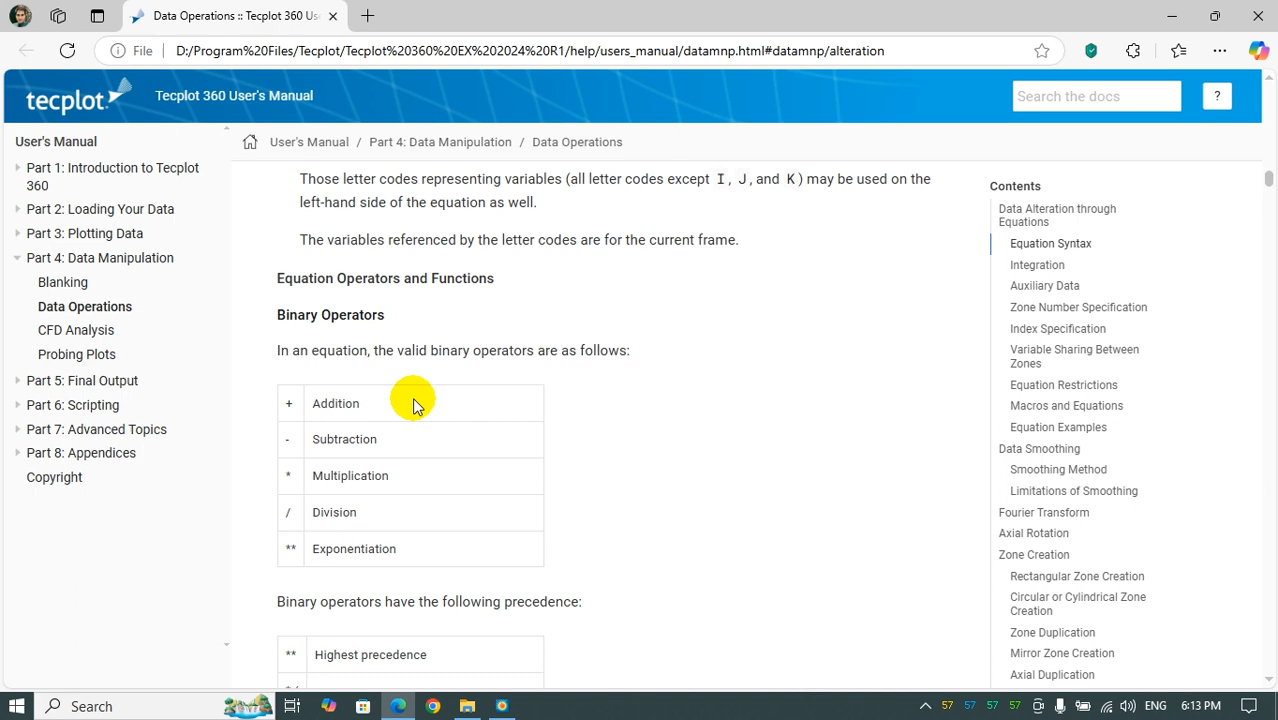 Data Operations :: Tecplot 360 Us
File
D:/Program%20Files/Tecplot/Tecplot%20360%20EX%202024%20R1/help/users_manual/datamnp.html#datamnp/alteration
tecplot.
Tecplot 360 User's Manual
Search the docs
?
User's Manual
Part 1: Introduction to Tecplot
360
Part 2: Loading Your Data
Part 3: Plotting Data
Part 4: Data Manipulation
Blanking
Data Operations
CFD Analysis
Probing Plots
Part 5: Final Output
Part 6: Scripting
Part 7: Advanced Topics
Part 8: Appendices
Copyright
User's Manual / Part 4: Data Manipulation / Data Operations
Those letter codes representing variables (all letter codes except I, J, and K) may be used on the
left-hand side of the equation as well.
The variables referenced by the letter codes are for the current frame.
Equation Operators and Functions
Binary Operators
In an equation, the valid binary operators are as follows:
+ Addition
- Subtraction
* Multiplication
/ Division
** Exponentiation
Binary operators have the following precedence:
** Highest precedence
Contents
Data Alteration through
Equations
Equation Syntax
Integration
Auxiliary Data
Zone Number Specification
Index Specification
Variable Sharing Between
Zones
Equation Restrictions
Macros and Equations
Equation Examples
Data Smoothing
Smoothing Method
Limitations of Smoothing
Fourier Transform
Axial Rotation
Zone Creation
Rectangular Zone Creation
Circular or Cylindrical Zone
Creation
Zone Duplication
Mirror Zone Creation
Axial Duplication
Search
57 57 57 57
ENG
6:13 PM